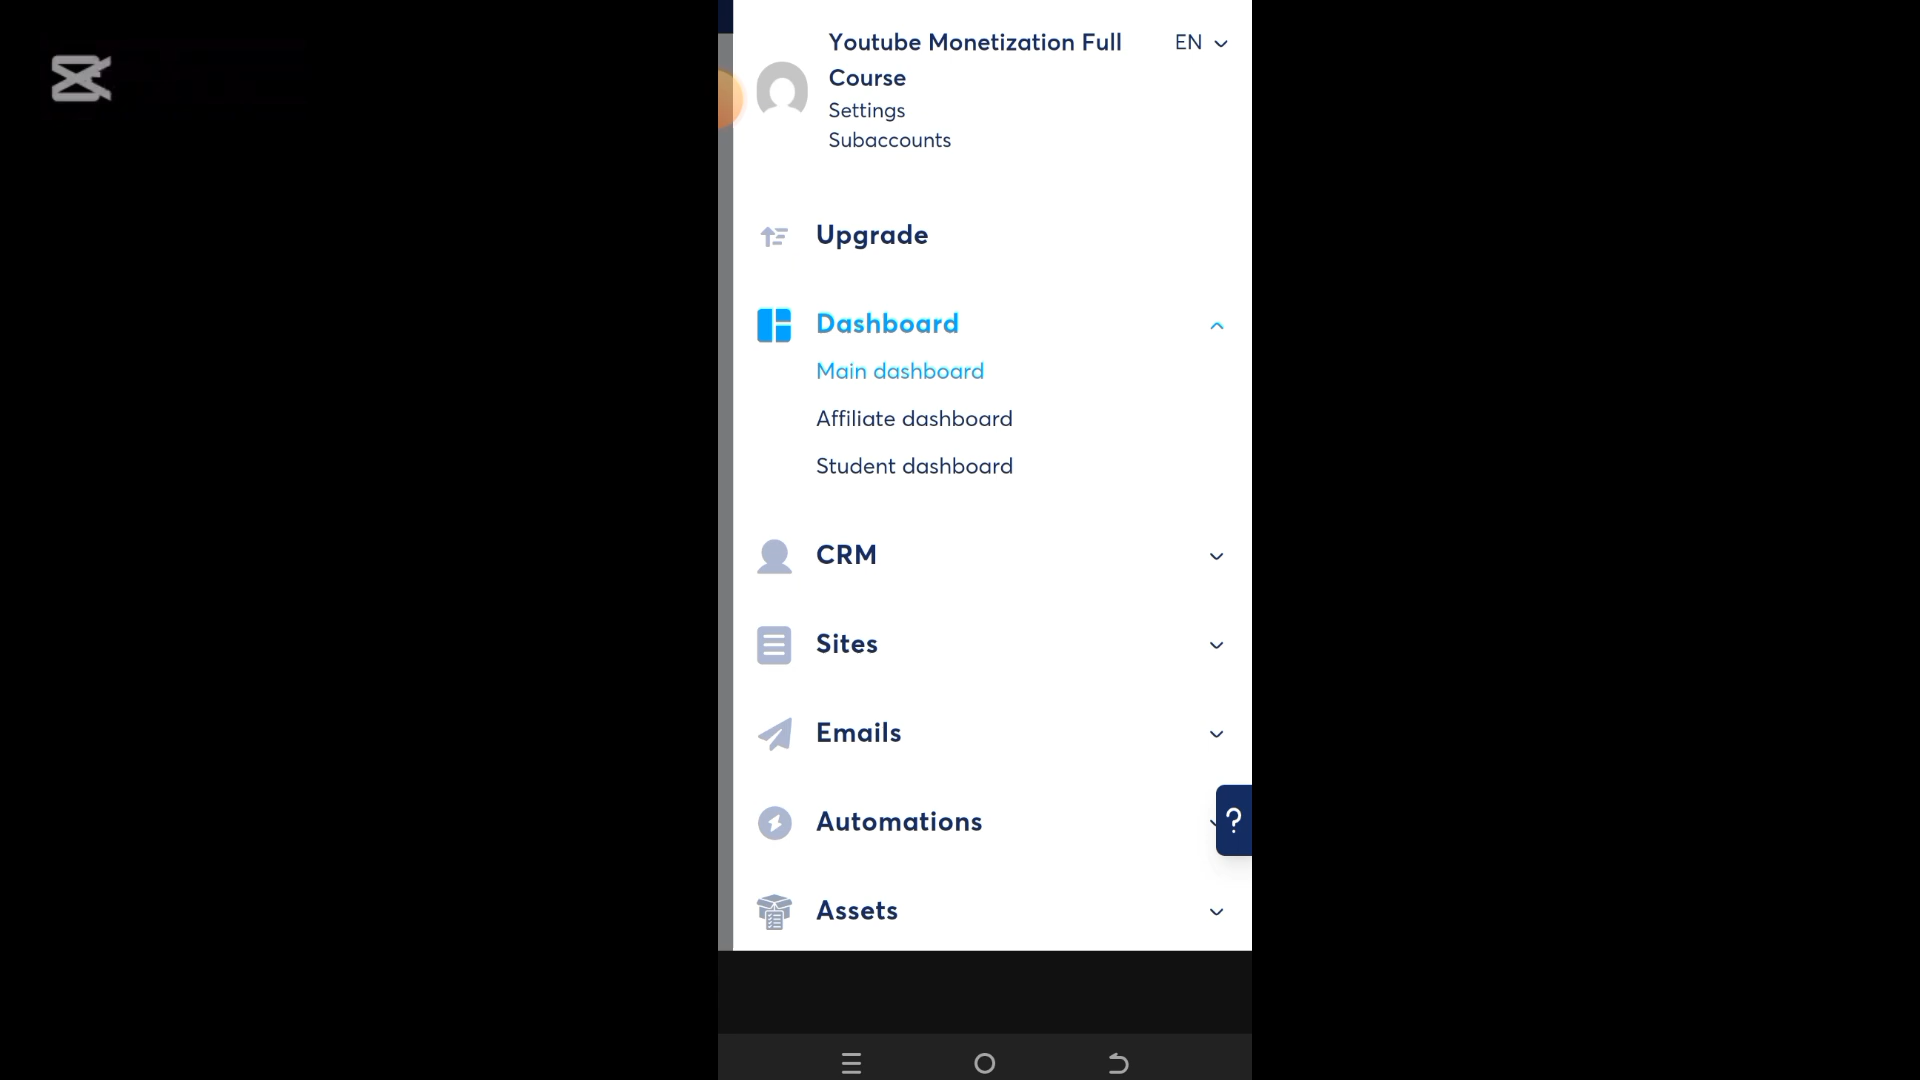 Youtube Monetization Full
Course
EN
Settings
Subaccounts
Upgrade
Dashboard
Main dashboard
Affiliate dashboard
Student dashboard
CRM
Sites
Emails
Automations
?
Assets